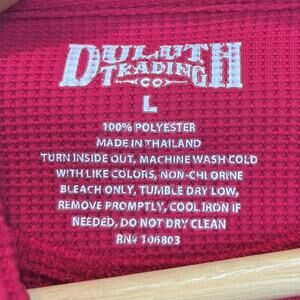 DULUTH
TRADING
CO
L
100% POLYESTER
MADE IN THAILAND
TURN INSIDE OUT, MACHINE WASH COLD
WITH LIKE COLORS, NON-CHLORINE
BLEACH ONLY, TUMBLE DRY LOW,
REMOVE PROMPTLY, COOL IRON IF
NEEDED, DO NOT DRY CLEAN
RN# 106803